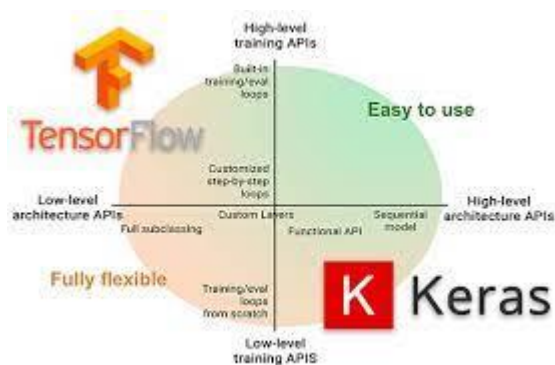 High-level
training APIs
Built-in
training/eval
loops
Easy to use
TensorFlow
Customized
step-by-step
loops
Low-level
architecture APIs
High-level
architecture APIs
Custom Layers
Sequential
model
Full subclassing
Functional API
Fully flexible
Training/eval
loops
from scratch
K Keras
Low-level
training APIS